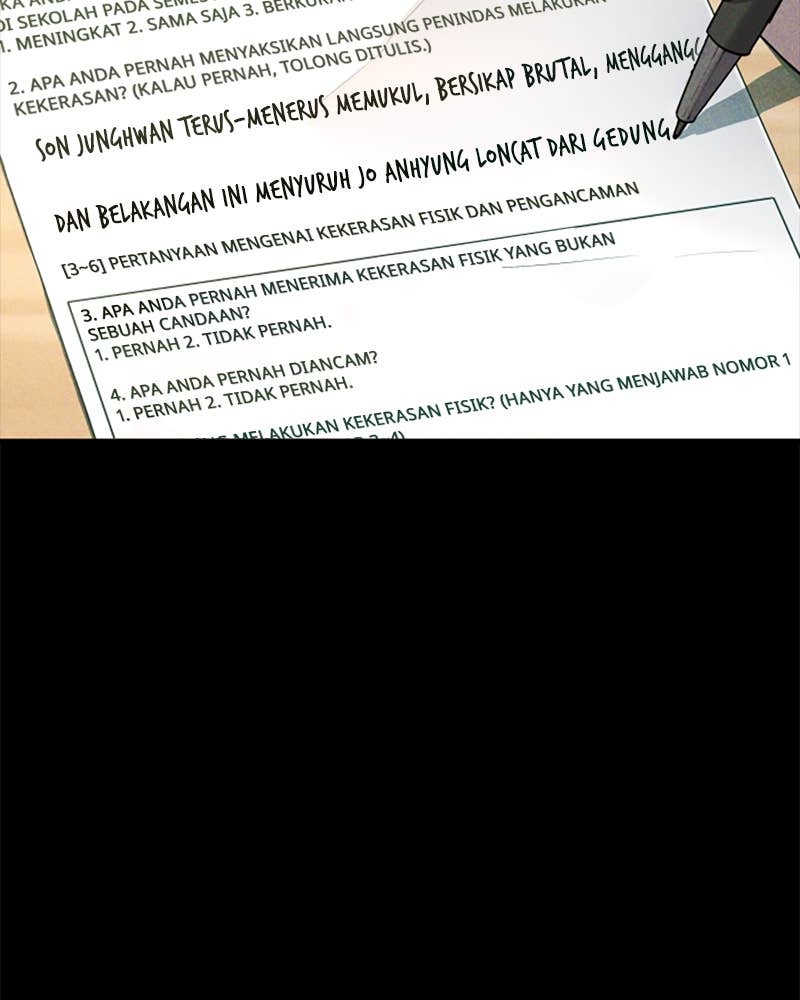 DI SEKOLAH PADA
1. MENINGKAT 2. SAMA SAJA 3.
2. APA ANDA PERNAH MENYAKSIKAN LANGSUNG PENINDAS MELAKUKAN
KEKERASAN? (KALAU PERNAH, TOLONG DITULIS.)
SON JUNGHWAN TERUS-MENERUS MEMUKUL, BERSIKAP BRUTAL,
DAN BELAKANGAN INI MENYURUH JO ANHYUNG LONCAT DARI GEDUNG
[3~6] PERTANYAAN MENGENAI KEKERASAN FISIK DAN PENGANCAMAN
3. APA ANDA PERNAH MENERIMA KEKERASAN FISIK YANG BUKAN
SEBUAH CANDAAN?
1. PERNAH 2. TIDAK PERNAH.
4. APA ANDA PERNAH DIANCAM?
1. PERNAH 2. TIDAK PERNAH.
MELAKUKAN KEKERASAN FISIK? (HANYA YANG MENJAWAB NOMOR 1